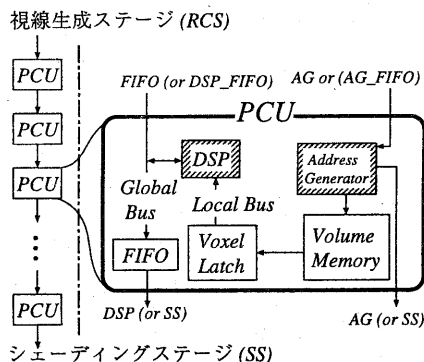 視線生成ステージ (RCS)
PCU
PCU
PCU
PCU
シェーディングステージ (SS)
FIFO (or DSP_FIFO)
AG or (AG_FIFO)
PCU
DSP
Address
Generator
Global
Bus
Local Bus
FIFO
Voxel
Latch
Volume
Memory
DSP (or SS)
AG (or SS)